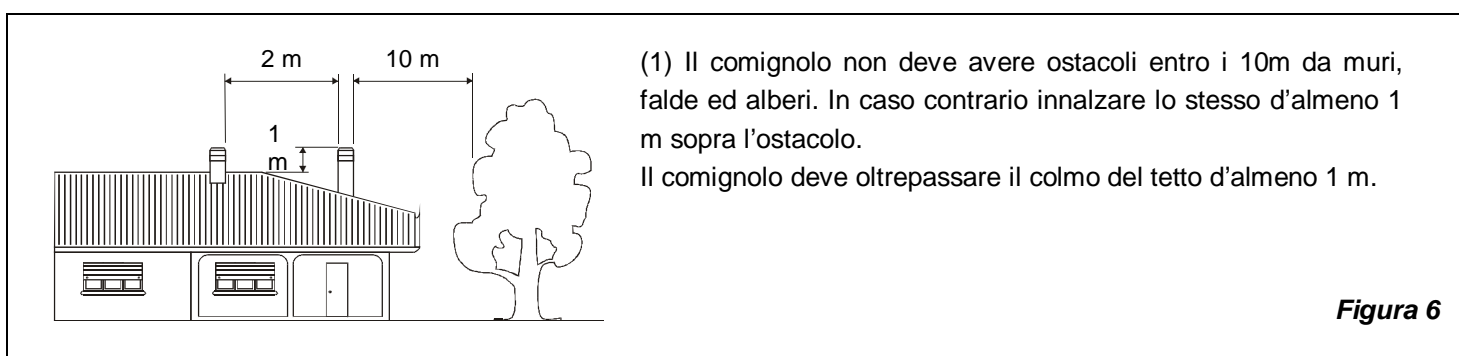 2 m
10 m
1
m
(1) Il comignolo non deve avere ostacoli entro i 10m da muri,
falde ed alberi. In caso contrario innalzare lo stesso d’almeno 1
m sopra l’ostacolo.
Il comignolo deve oltrepassare il colmo del tetto d’almeno 1 m.
Figura 6